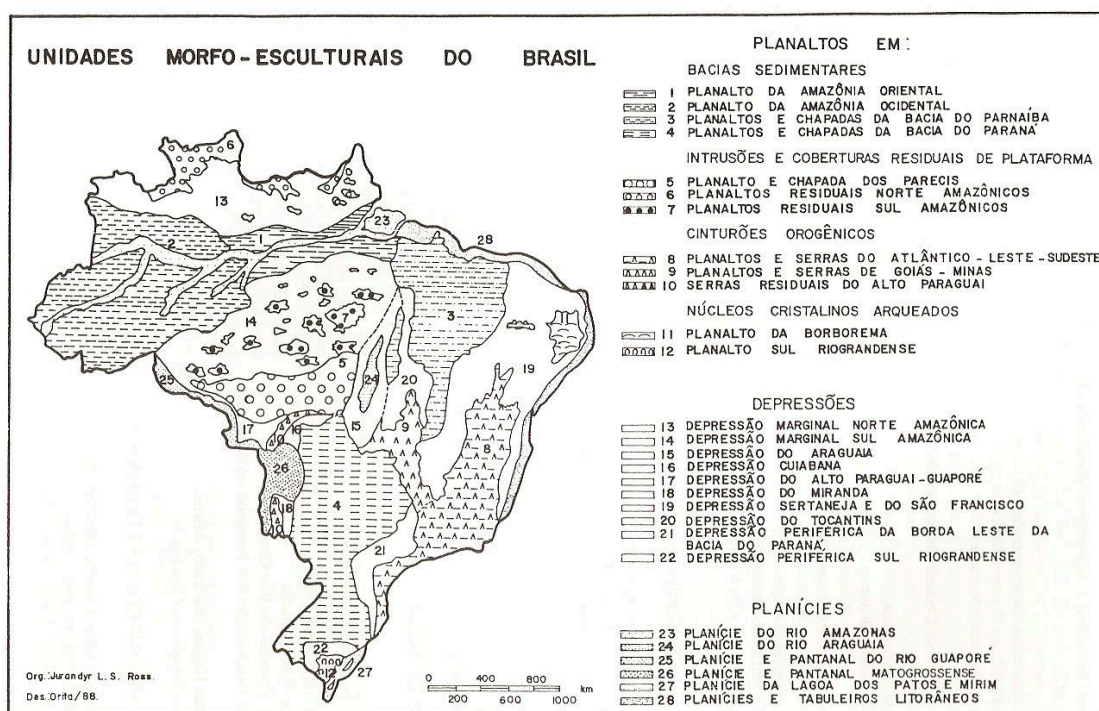 UNIDADES MORFO-ESCULTURAIS DO BRASIL
6
13
23
28
1
2
3
14
7
5
25
24
20
19
17
10
16
15
9
8
26
18
4
21
22
12
27
Org. Jurandyr L. S. Ross.
Des. Orita/88.
0 200 400 600 800 1000 km
PLANALTOS EM:
BACIAS SEDIMENTARES
1 PLANALTO DA AMAZÔNIA ORIENTAL
2 PLANALTO DA AMAZÔNIA OCIDENTAL
3 PLANALTOS E CHAPADAS DA BACIA DO PARNAÍBA
4 PLANALTOS E CHAPADAS DA BACIA DO PARANÁ
INTRUSÕES E COBERTURAS RESIDUAIS DE PLATAFORMA
5 PLANALTO E CHAPADA DOS PARECIS
6 PLANALTOS RESIDUAIS NORTE AMAZÔNICOS
7 PLANALTOS RESIDUAIS SUL AMAZÔNICOS
CINTURÕES OROGÊNICOS
8 PLANALTOS E SERRAS DO ATLÂNTICO-LESTE-SUDESTE
9 PLANALTOS E SERRAS DE GOIÁS-MINAS
10 SERRAS RESIDUAIS DO ALTO PARAGUAI
NÚCLEOS CRISTALINOS ARQUEADOS
11 PLANALTO DA BORBOREMA
12 PLANALTO SUL RIOGRANDENSE
DEPRESSÕES
13 DEPRESSÃO MARGINAL NORTE AMAZÔNICA
14 DEPRESSÃO MARGINAL SUL AMAZÔNICA
15 DEPRESSÃO DO ARAGUAIA
16 DEPRESSÃO CUIABANA
17 DEPRESSÃO DO ALTO PARAGUAI-GUAPORÉ
18 DEPRESSÃO DO MIRANDA
19 DEPRESSÃO SERTANEJA E DO SÃO FRANCISCO
20 DEPRESSÃO DO TOCANTINS
21 DEPRESSÃO PERIFÉRICA DA BORDA LESTE DA
BACIA DO PARANÁ
22 DEPRESSÃO PERIFÉRICA SUL RIOGRANDENSE
PLANÍCIES
23 PLANÍCIE DO RIO AMAZONAS
24 PLANÍCIE DO RIO ARAGUAIA
25 PLANÍCIE E PANTANAL DO RIO GUAPORÉ
26 PLANÍCIE E PANTANAL MATOGROSSENSE
27 PLANÍCIE DA LAGOA DOS PATOS E MIRIM
28 PLANÍCIES E TABULEIROS LITORÂNEOS